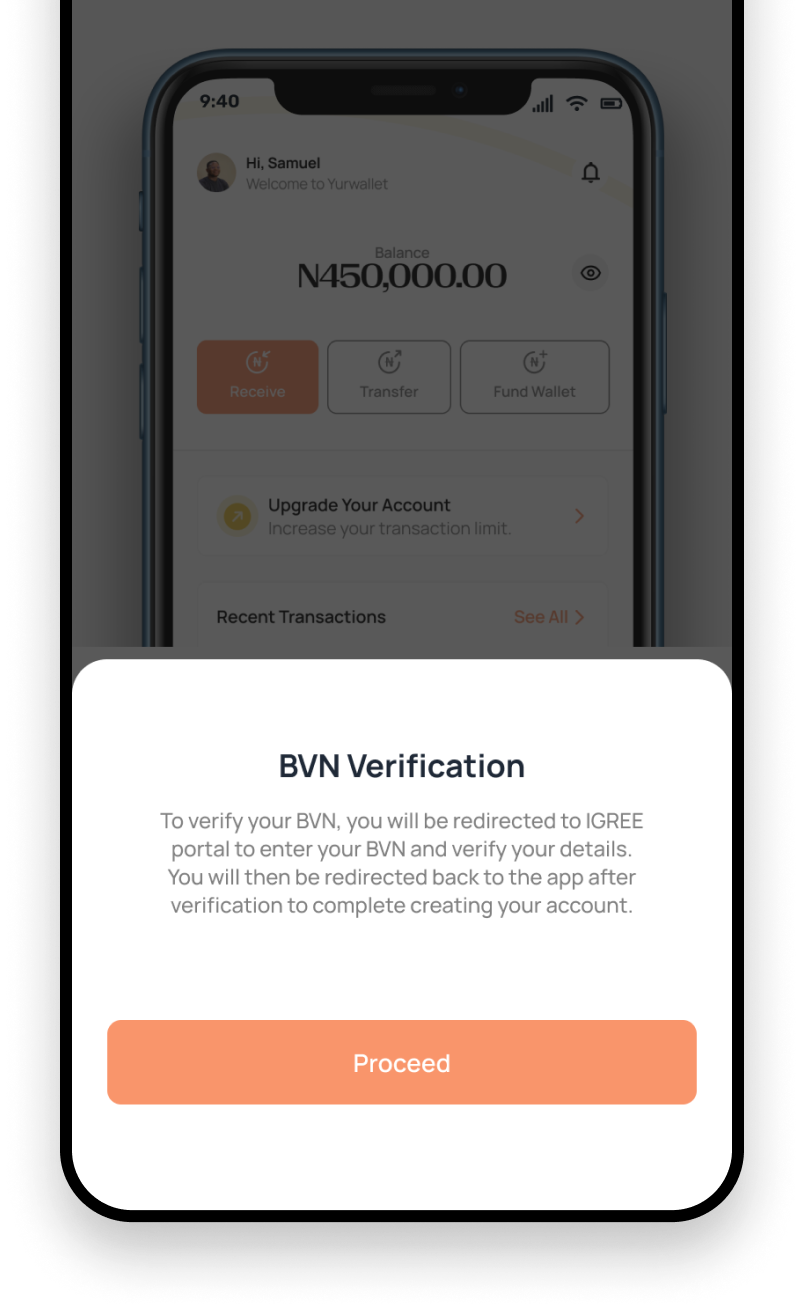 9:40
Hi, Samuel
Welcome to Yurwallet
Balance
N450,000.00
N
N
N
Receive
Transfer
Fund Wallet
Upgrade Your Account
Increase your transaction limit.
Recent Transactions
See All
BVN Verification
To verify your BVN, you will be redirected to IGREE
portal to enter your BVN and verify your details.
You will then be redirected back to the app after
verification to complete creating your account.
Proceed